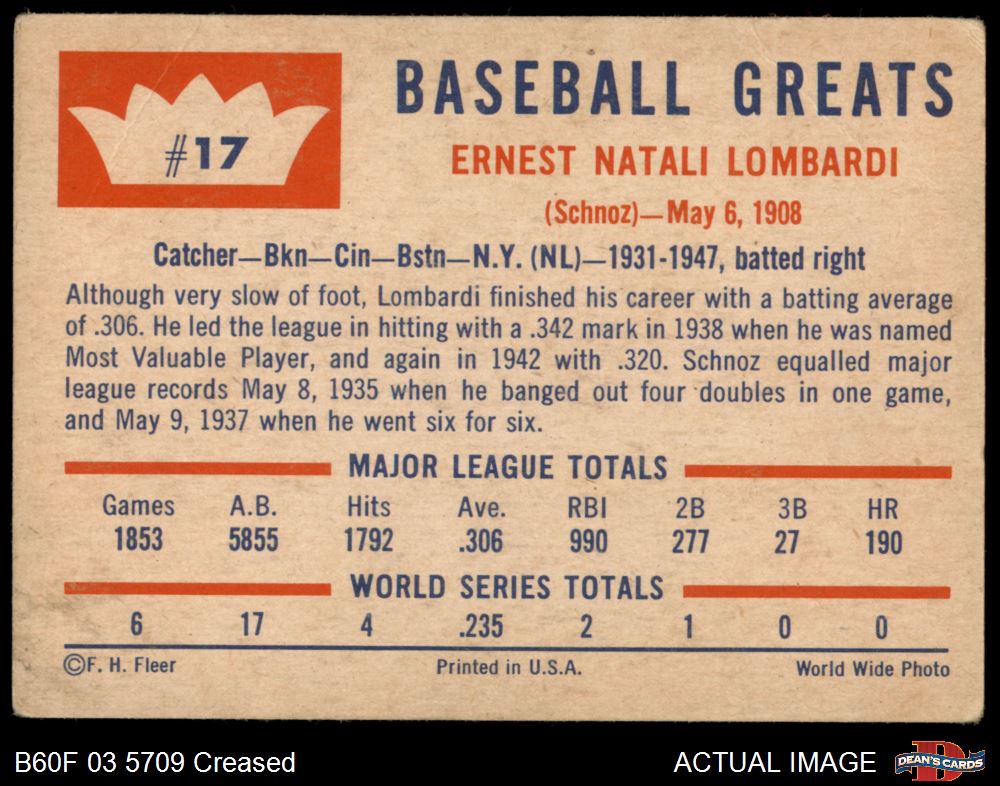 #17
BASEBALL GREATS
ERNEST NATALI LOMBARDI
(Schnoz)—May 6, 1908
Catcher—Bkn—Cin—Bstn—N.Y. (NL)—1931-1947, batted right
Although very slow of foot, Lombardi finished his career with a batting average
of .306. He led the league in hitting with a .342 mark in 1938 when he was named
Most Valuable Player, and again in 1942 with .320. Schnoz equalled major
league records May 8, 1935 when he banged out four doubles in one game,
and May 9, 1937 when he went six for six.
MAJOR LEAGUE TOTALS
Games A.B. Hits Ave. RBI 2B 3B HR
1853 5855 1792 .306 990 277 27 190
WORLD SERIES TOTALS
6 17 4 .235 2 1 0 0
©F. H. Fleer Printed in U.S.A. World Wide Photo
B60F 03 5709 Creased ACTUAL IMAGE D DEAN'S CARDS